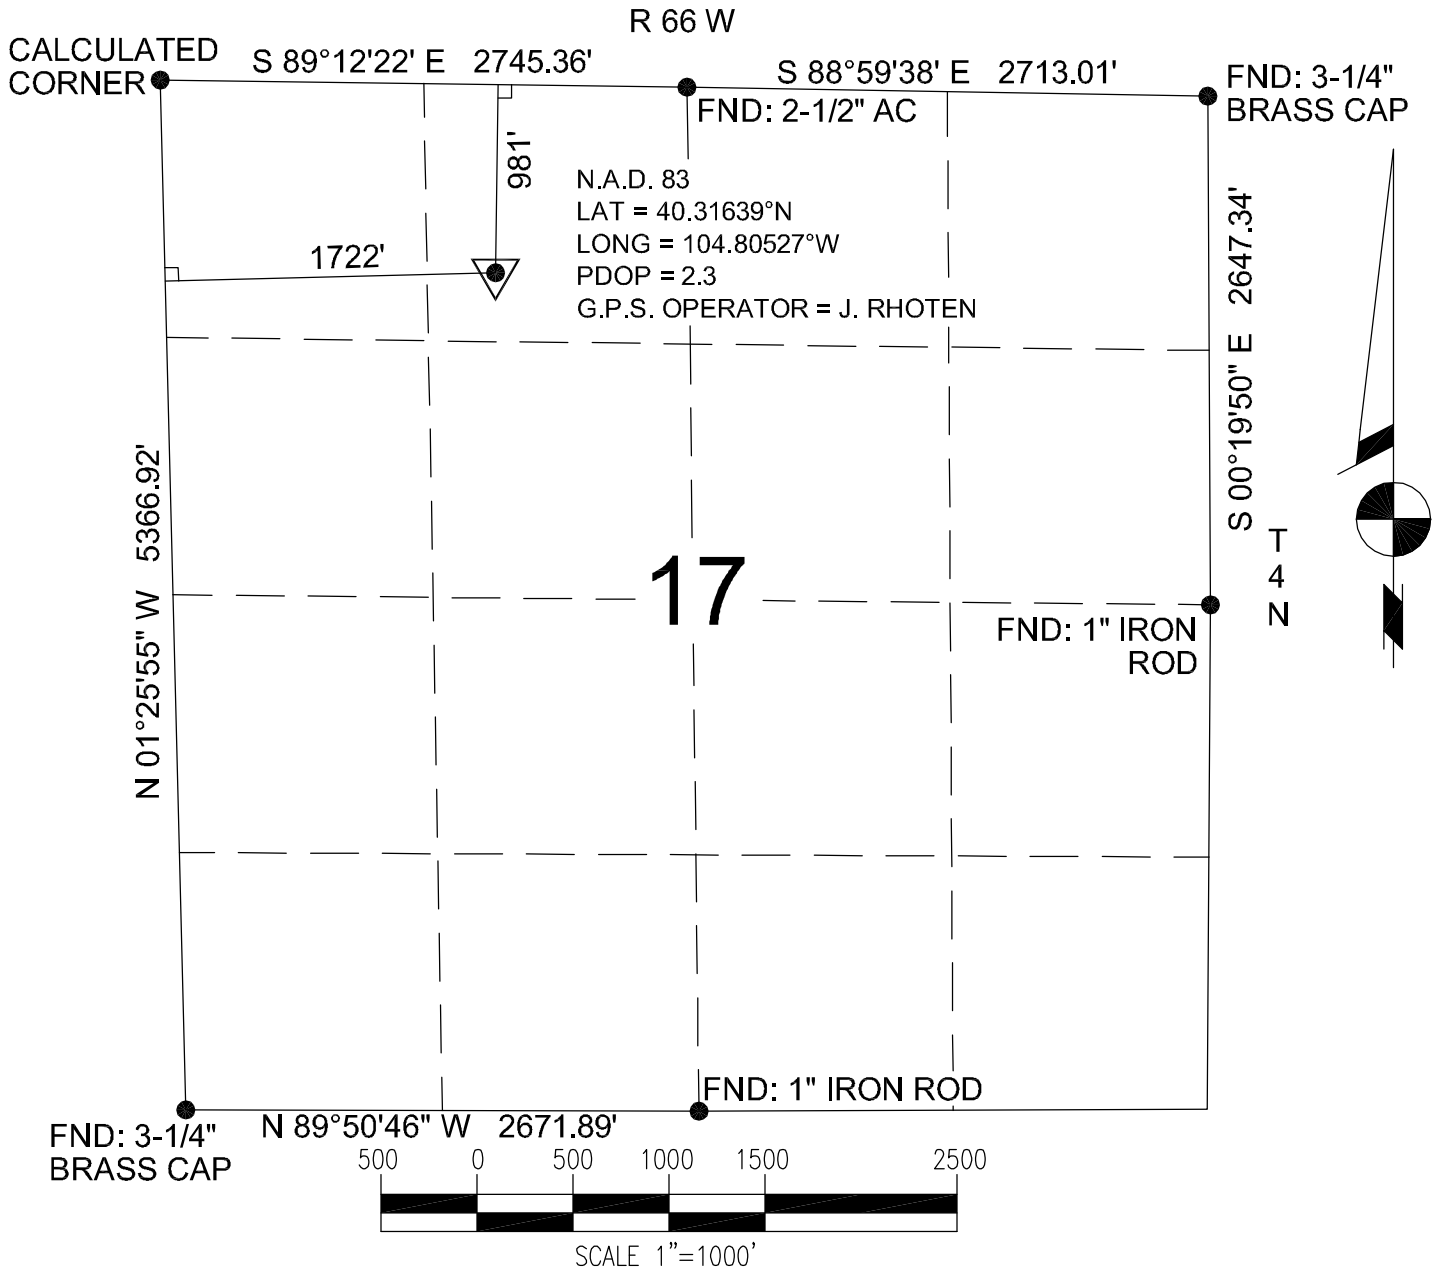 R 66 W
CALCULATED
CORNER
S 89°12'22' E 2745.36'
S 88°59'38' E 2713.01'
FND: 3-1/4"
BRASS CAP
FND: 2-1/2" AC
981'
N.A.D. 83
LAT = 40.31639°N
LONG = 104.80527°W
PDOP = 2.3
G.P.S. OPERATOR = J. RHOTEN
1722'
S 00°19'50" E 2647.34'
N 01°25'55" W 5366.92'
17
T
4
N
FND: 1" IRON
ROD
FND: 1" IRON ROD
N 89°50'46" W 2671.89'
FND: 3-1/4"
BRASS CAP
500 0 500 1000 1500 2500
SCALE 1"=1000'